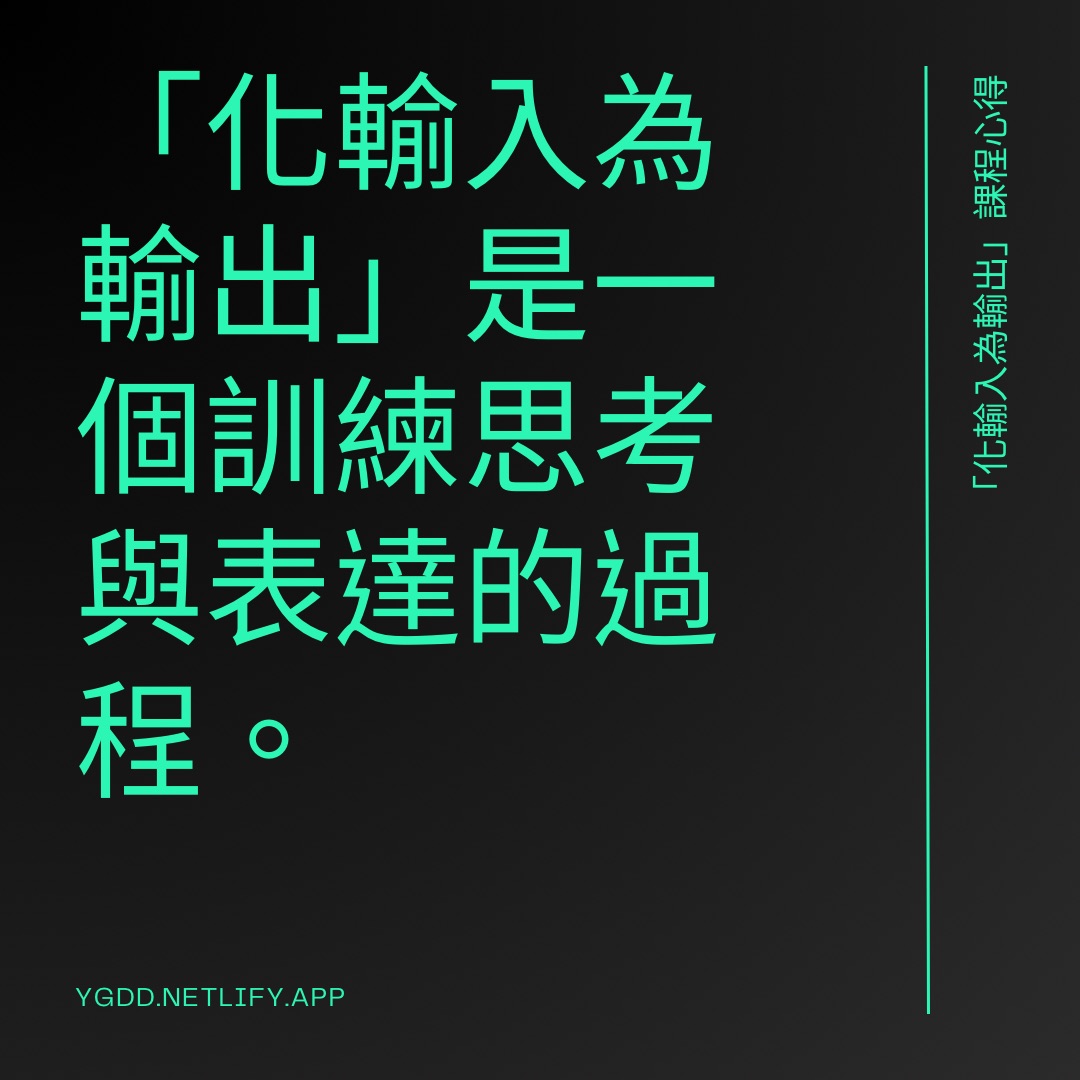 「化輸入為
輸出」是一
個訓練思考
與表達的過
程。
「化輸入為輸出」課程心得
YGDD.NETLIFY.APP